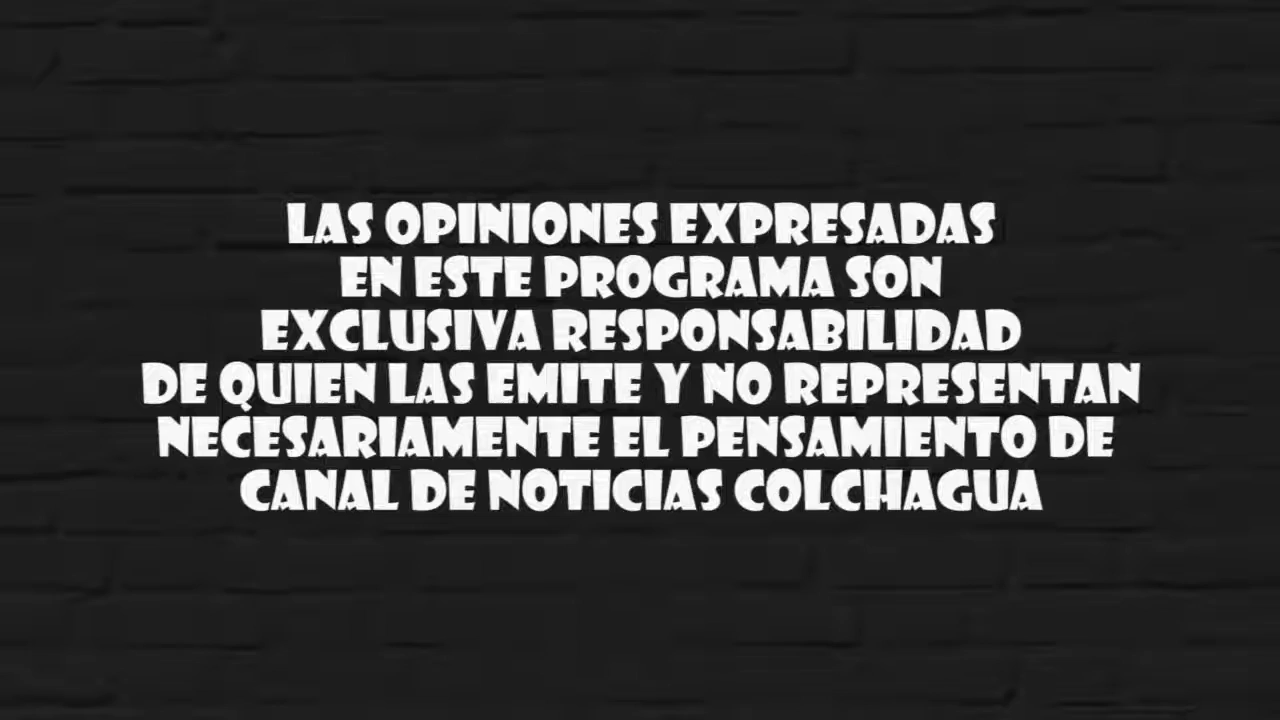 LAS OPINIONES EXPRESADAS
EN ESTE PROGRAMA SON
EXCLUSIVA RESPONSABILIDAD
DE QUIEN LAS EMITE Y NO REPRESENTAN
NECESARIAMENTE EL PENSAMIENTO DE
CANAL DE NOTICIAS COLCHAGUA